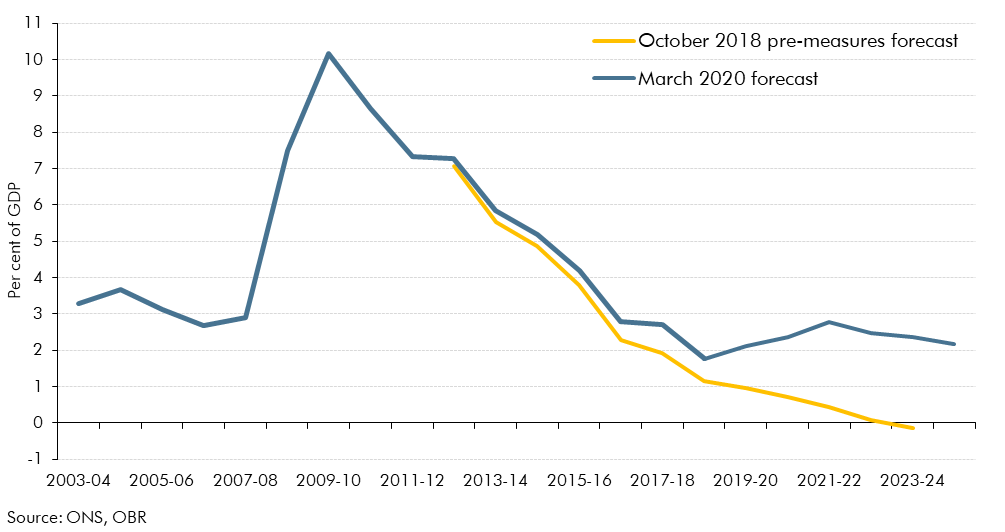 11
10
9
8
7
6
5
4
3
2
1
0
-1
Per cent of GDP
October 2018 pre-measures forecast
March 2020 forecast
2003-04 2005-06 2007-08 2009-10 2011-12 2013-14 2015-16 2017-18 2019-20 2021-22 2023-24
Source: ONS, OBR